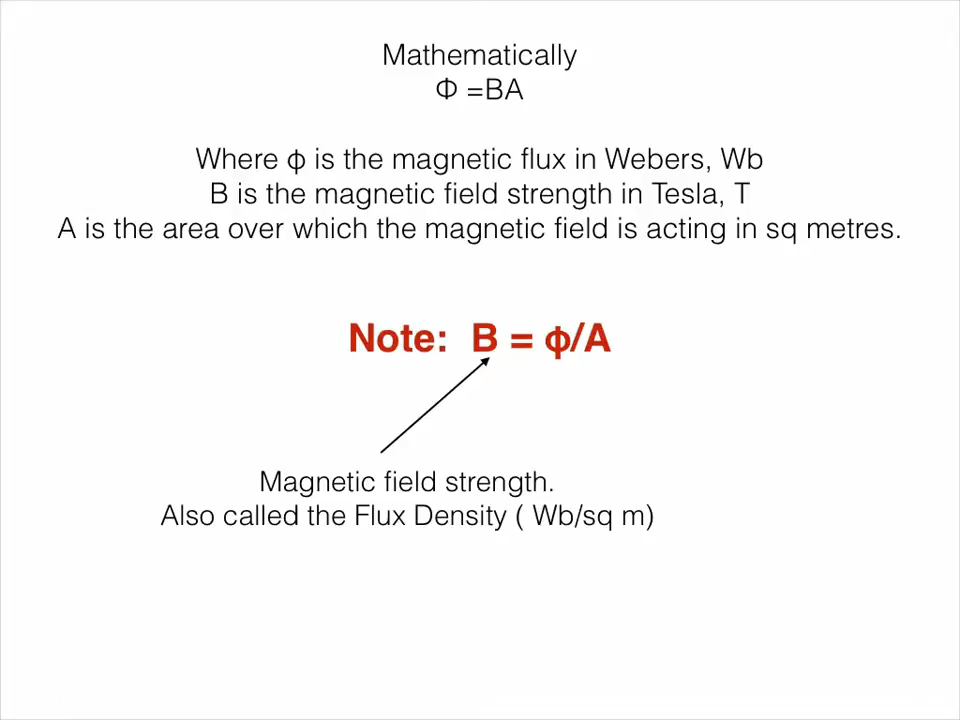 Mathematically
Φ =BA
Where ϕ is the magnetic flux in Webers, Wb
B is the magnetic field strength in Tesla, T
A is the area over which the magnetic field is acting in sq metres.
Note: B = ϕ/A
Magnetic field strength.
Also called the Flux Density ( Wb/sq m)